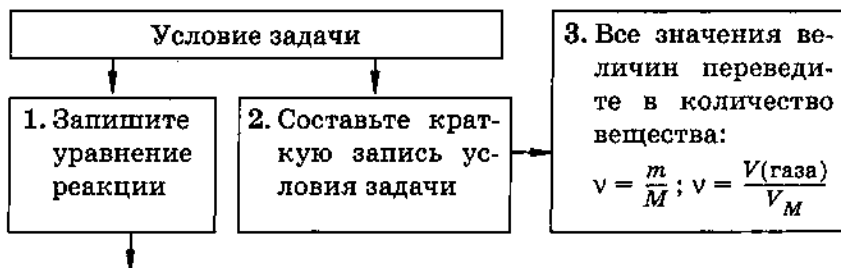 Условие задачи
1. Запишите
уравнение
реакции
2. Составьте крат-
кую запись ус-
ловия задачи
3. Все значения ве-
личин переведи-
те в количество
вещества:
ν = m/M ; ν = V(газа)/V_M